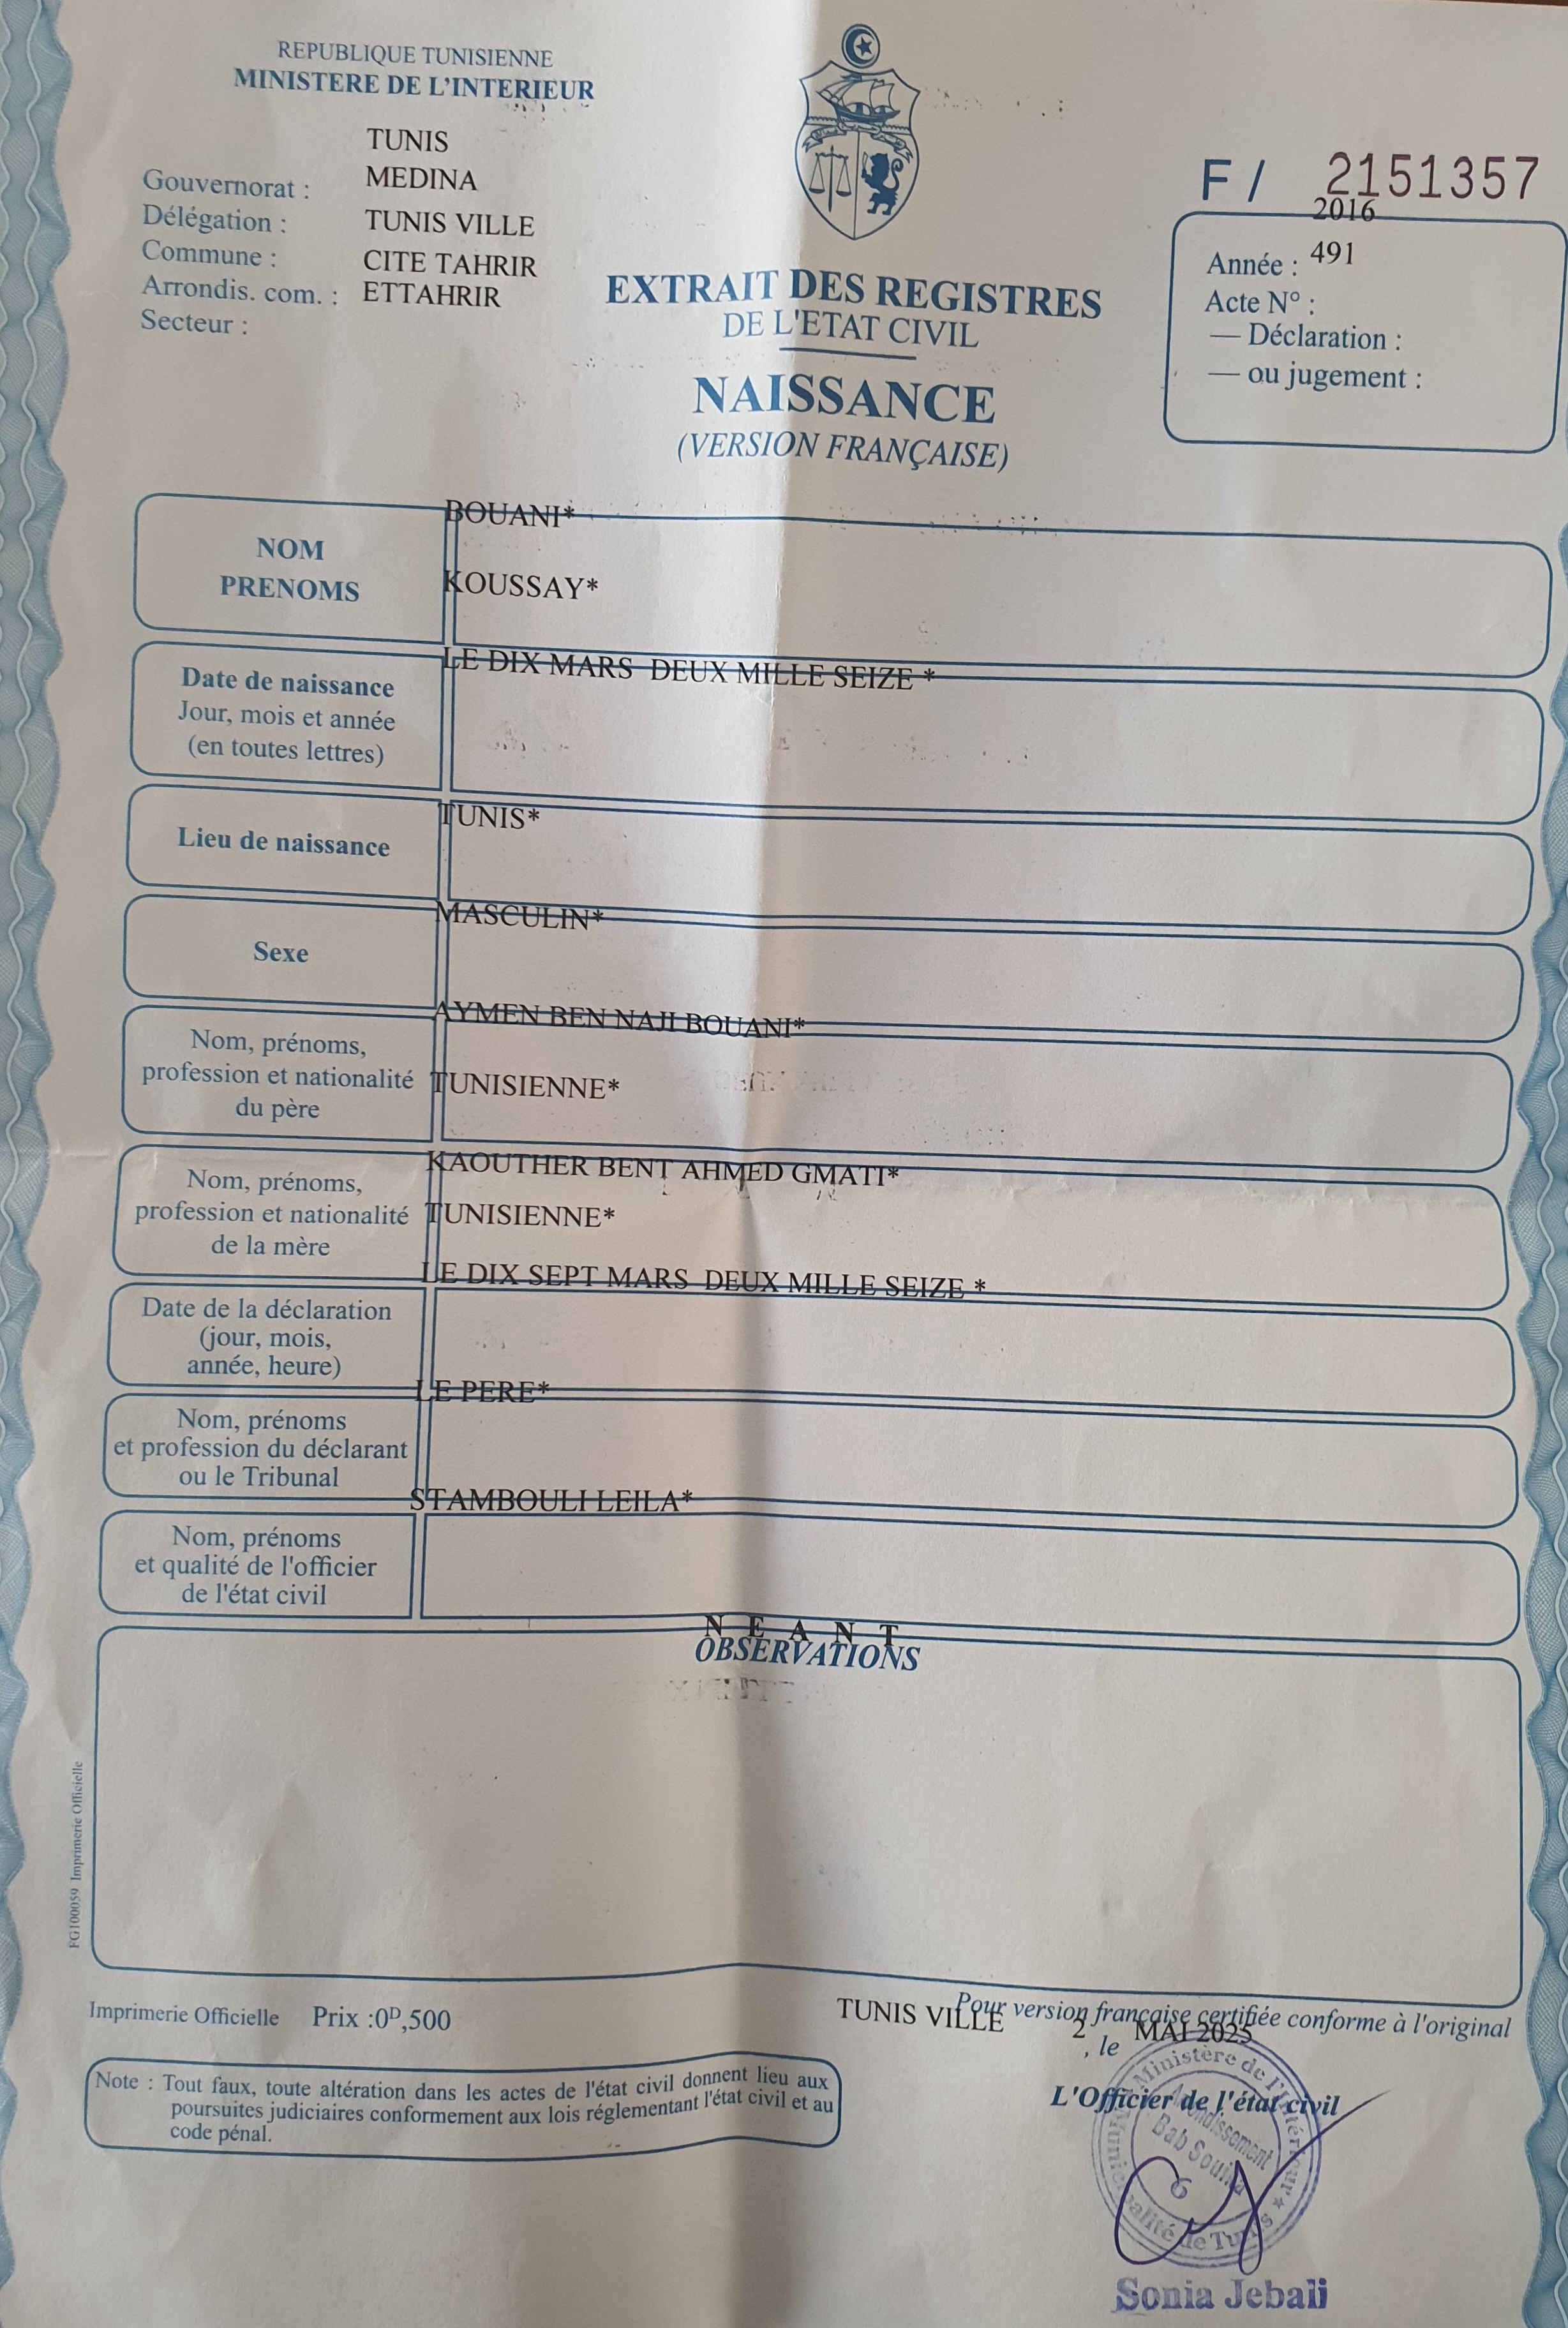 REPUBLIQUE TUNISIENNE
MINISTERE DE L'INTERIEUR
TUNIS
Gouvernorat : MEDINA
Délégation : TUNIS VILLE
Commune : CITE TAHRIR
Arrondis. com. : ETTAHRIR
Secteur :
F / 2151357
2016
Année : 491
Acte N° :
— Déclaration :
— ou jugement :
EXTRAIT DES REGISTRES
DE L'ETAT CIVIL
NAISSANCE
(VERSION FRANÇAISE)
BOUANI*
NOM
PRENOMS
KOUSSAY*
LE DIX MARS DEUX MILLE SEIZE *
Date de naissance
Jour, mois et année
(en toutes lettres)
TUNIS*
Lieu de naissance
MASCULIN*
Sexe
AYMEN BEN NAJI BOUANI*
Nom, prénoms,
profession et nationalité
du père
TUNISIENNE*
KAOUTHER BENT AHMED GMATI*
Nom, prénoms,
profession et nationalité
de la mère
TUNISIENNE*
LE DIX SEPT MARS DEUX MILLE SEIZE *
Date de la déclaration
(jour, mois,
année, heure)
LE PERE*
Nom, prénoms
et profession du déclarant
ou le Tribunal
STAMBOULI LEILA*
Nom, prénoms
et qualité de l'officier
de l'état civil
N E A N T
OBSERVATIONS
FG100059 Imprimerie Officielle
Imprimerie Officielle Prix :0D,500
Pour version française certifiée conforme à l'original
TUNIS VILLE , le 2 MAI 2025
L'Officier de l'état civil
Note : Tout faux, toute altération dans les actes de l'état civil donnent lieu aux
poursuites judiciaires conformement aux lois réglementant l'état civil et au
code pénal.
Ministère de l'Intérieur
Arrondissement
Bab Souika
Municipalité de Tunis
Sonia Jebali